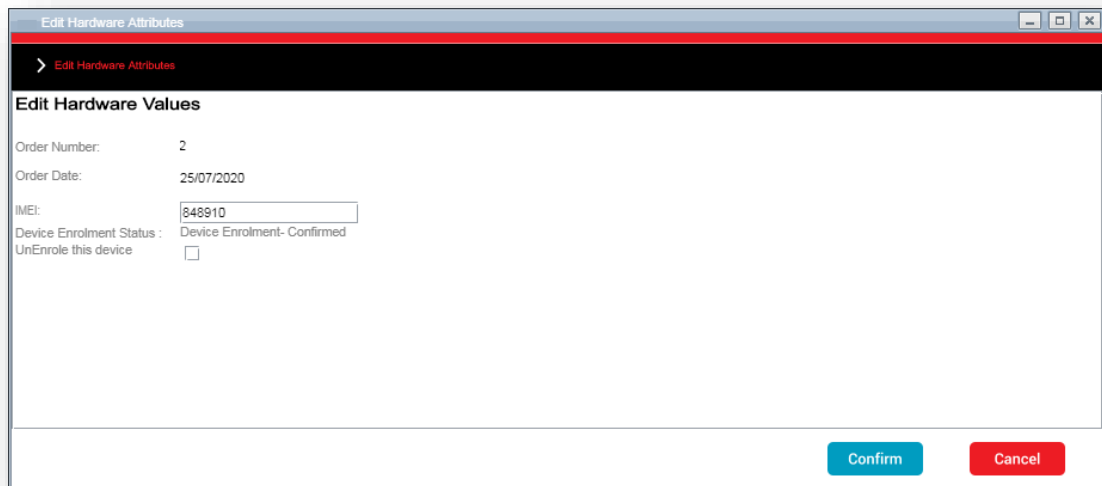 Edit Hardware Attributes
Edit Hardware Attributes
Edit Hardware Values
Order Number: 2
Order Date: 25/07/2020
IMEI: 848910
Device Enrolment Status : Device Enrolment- Confirmed
UnEnrole this device
Confirm Cancel